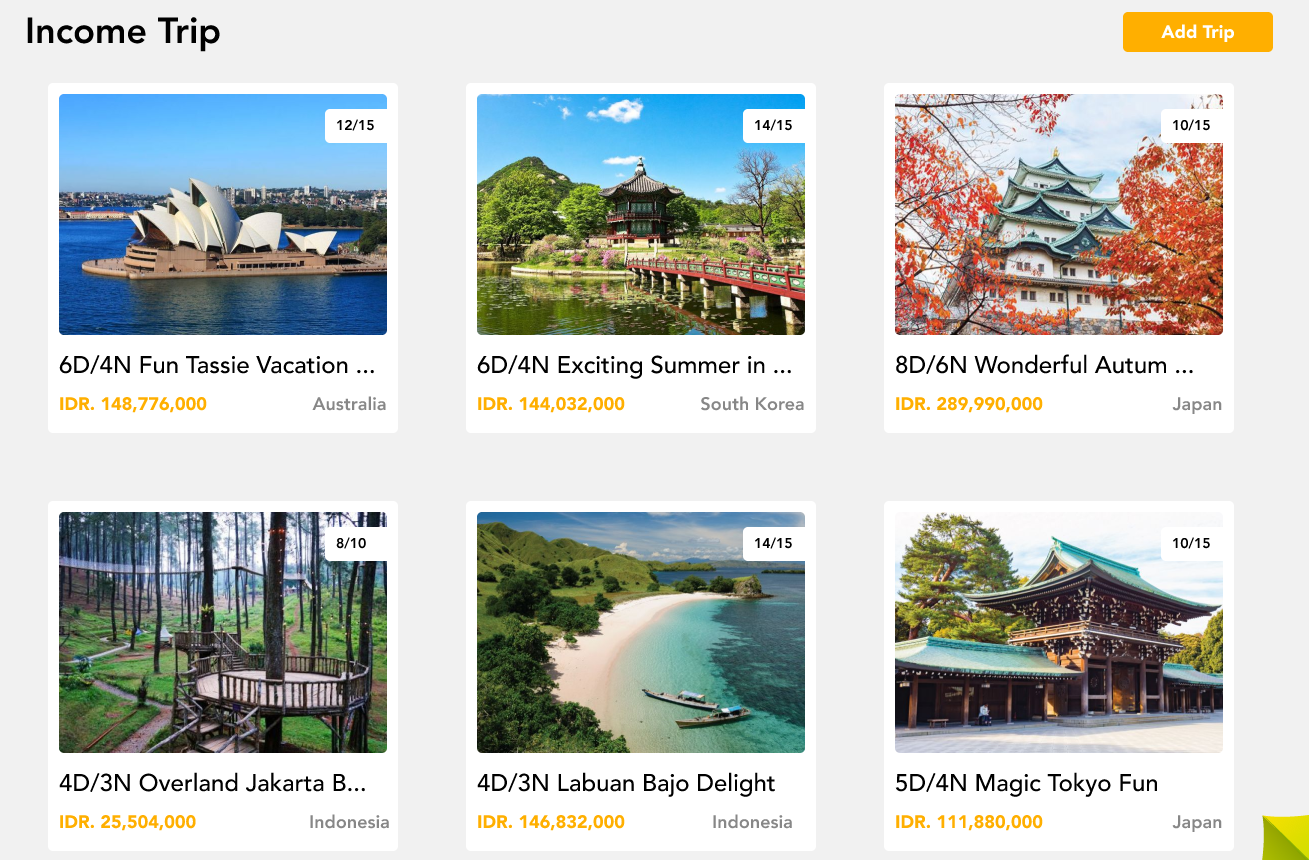 Income Trip
Add Trip
12/15
14/15
10/15
6D/4N Fun Tassie Vacation ...
6D/4N Exciting Summer in ...
8D/6N Wonderful Autum ...
IDR. 148,776,000
Australia
IDR. 144,032,000
South Korea
IDR. 289,990,000
Japan
8/10
14/15
10/15
4D/3N Overland Jakarta B...
4D/3N Labuan Bajo Delight
5D/4N Magic Tokyo Fun
IDR. 25,504,000
Indonesia
IDR. 146,832,000
Indonesia
IDR. 111,880,000
Japan